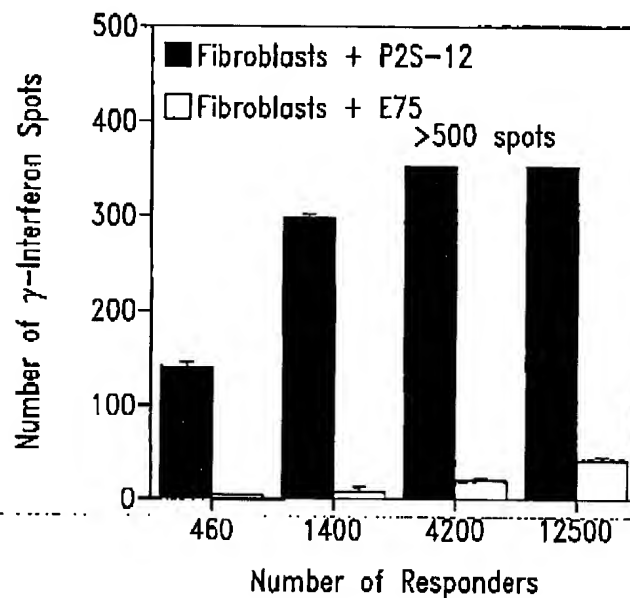 Number of γ-Interferon Spots
500
400
300
200
100
0
Fibroblasts + P2S-12
Fibroblasts + E75
>500 spots
460 1400 4200 12500
Number of Responders